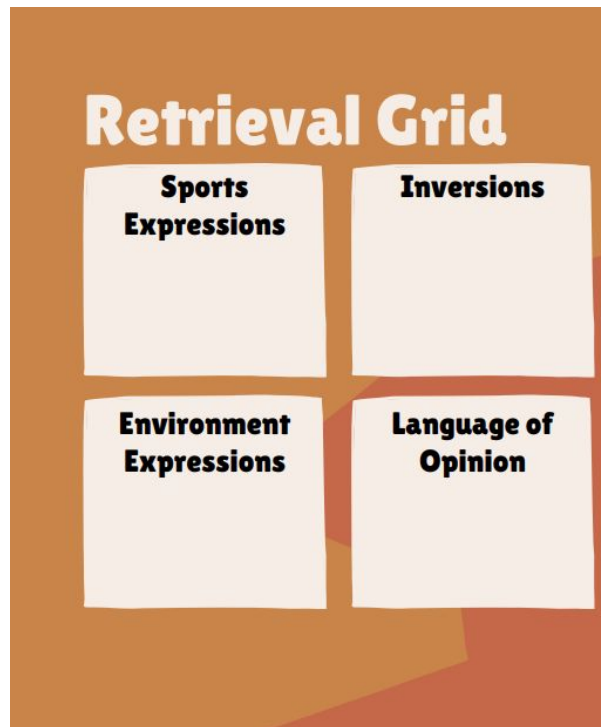 Retrieval Grid
Sports
Expressions
Inversions
Environment
Expressions
Language of
Opinion